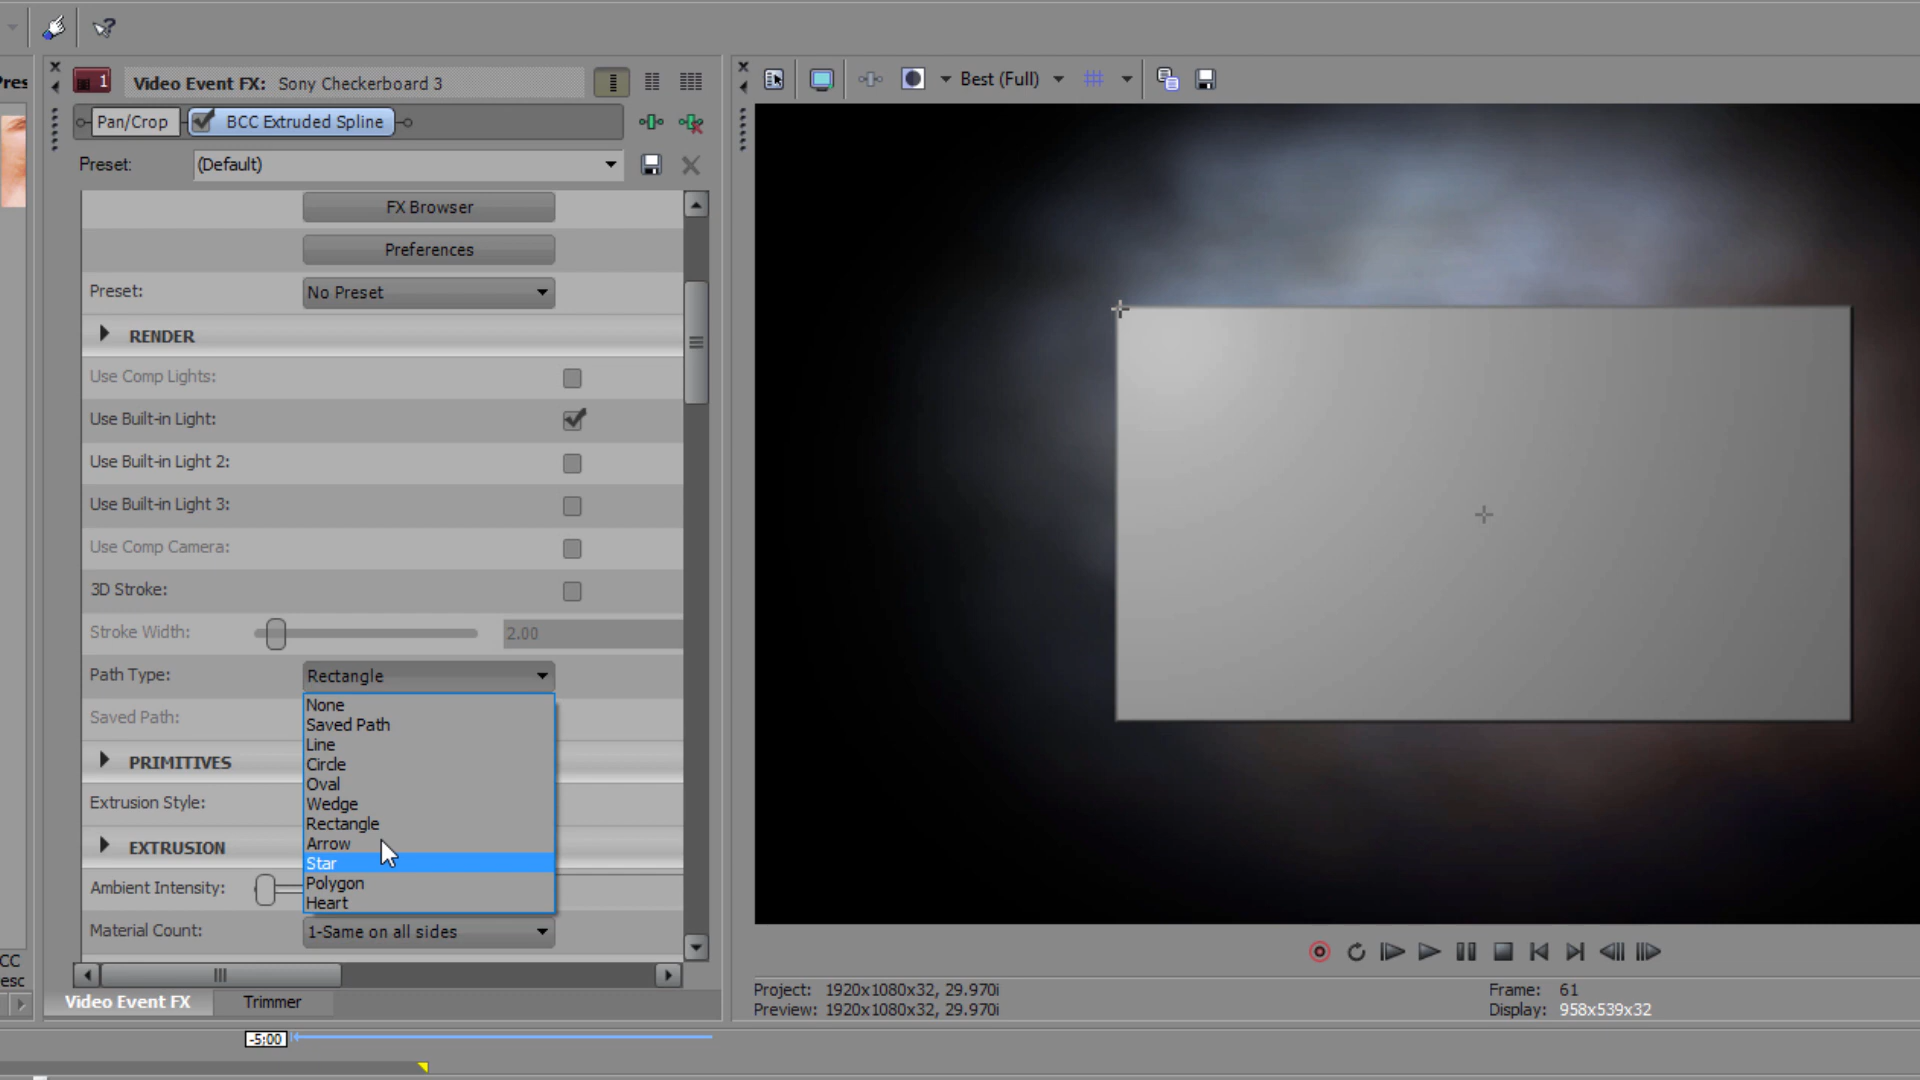 Pres
1
Video Event FX: Sony Checkerboard 3
Best (Full)
Pan/Crop
BCC Extruded Spline
Preset:
(Default)
FX Browser
Preferences
Preset:
No Preset
RENDER
Use Comp Lights:
Use Built-in Light:
Use Built-in Light 2:
Use Built-in Light 3:
Use Comp Camera:
3D Stroke:
Stroke Width:
2.00
Path Type:
Rectangle
None
Saved Path
Line
Circle
Oval
Wedge
Rectangle
Arrow
Star
Polygon
Heart
Saved Path:
PRIMITIVES
Extrusion Style:
EXTRUSION
Ambient Intensity:
Material Count:
1-Same on all sides
CC
esc
Video Event FX
Trimmer
Project: 1920x1080x32, 29.970i
Preview: 1920x1080x32, 29.970i
Frame: 61
Display: 958x539x32
-5:00